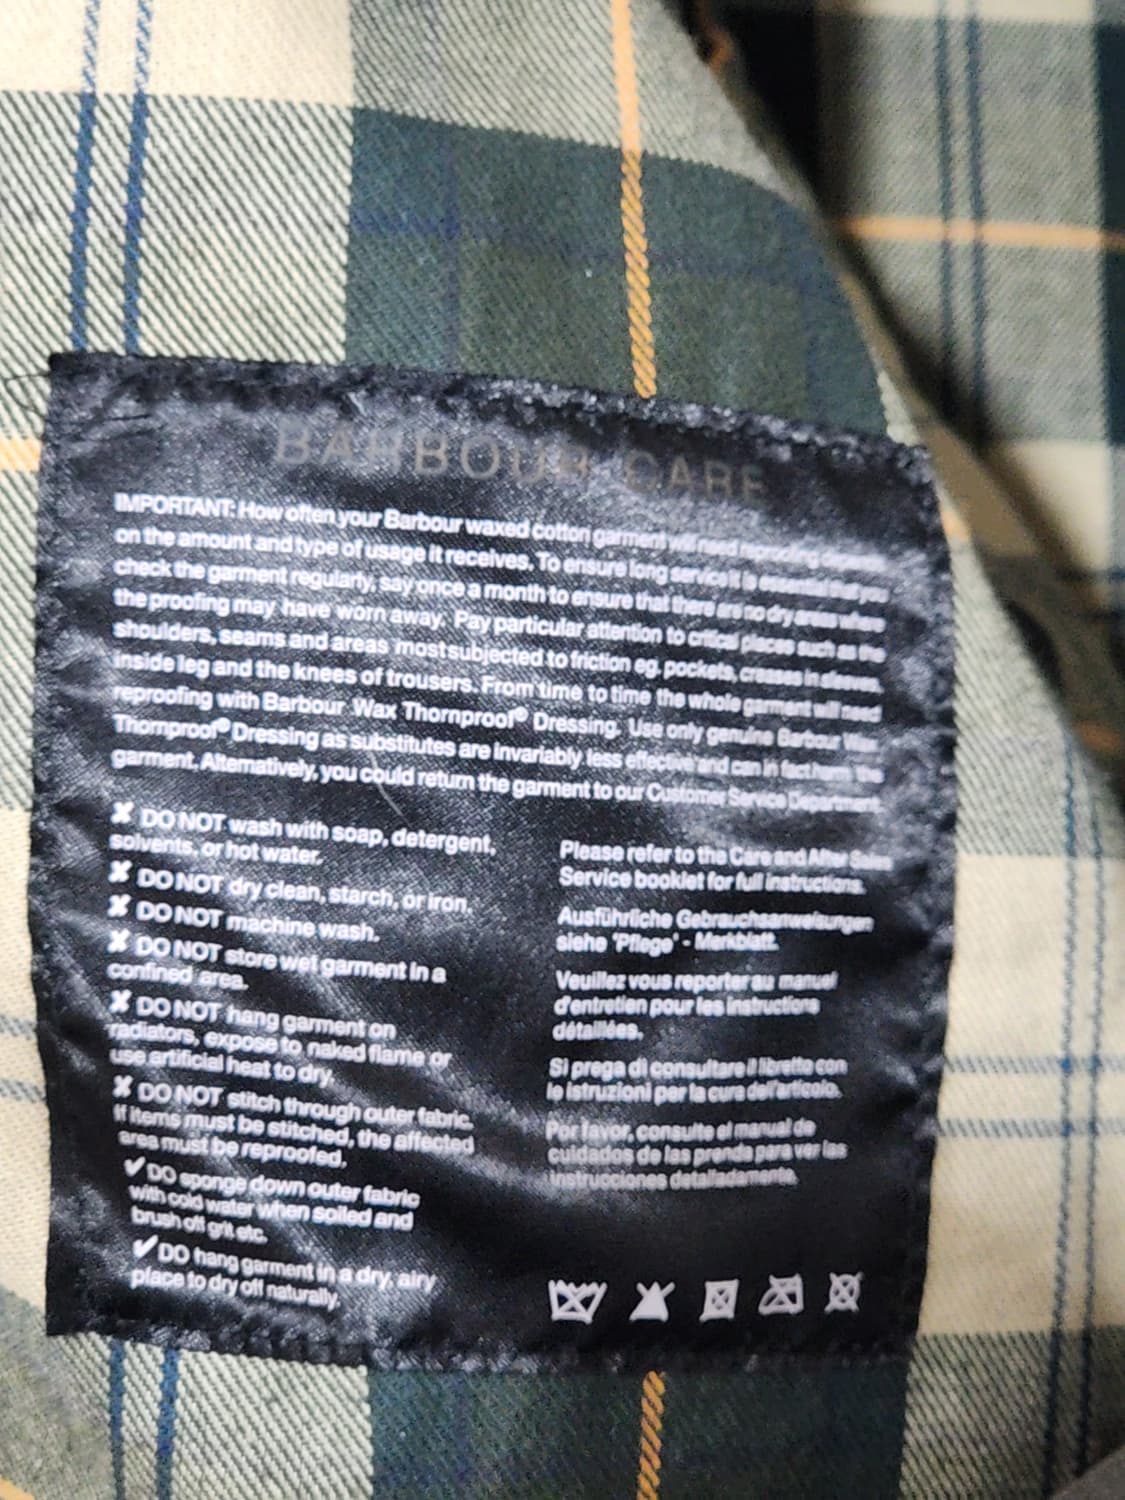 BARBOUR CARE
IMPORTANT: How often your Barbour waxed cotton garment will need reproofing depends
on the amount and type of usage it receives. To ensure long service it is essential that you
check the garment regularly, say once a month to ensure that there are no dry areas where
the proofing may have worn away. Pay particular attention to critical places such as the
shoulders, seams and areas most subjected to friction eg. pockets, creases in sleeves
inside leg and the knees of trousers. From time to time the whole garment will need
reproofing with Barbour Wax Thornproof® Dressing. Use only genuine Barbour Wax
Thornproof® Dressing as substitutes are invariably less effective and can in fact harm the
garment. Alternatively, you could return the garment to our Customer Service Department.
✘ DO NOT wash with soap, detergent,
solvents, or hot water.
✘ DO NOT dry clean, starch, or iron.
✘ DO NOT machine wash.
✘ DO NOT store wet garment in a
confined area.
✘ DO NOT hang garment on
radiators, expose to naked flame or
use artificial heat to dry.
✘ DO NOT stitch through outer fabric.
If items must be stitched, the affected
area must be reproofed.
✔ DO sponge down outer fabric
with cold water when soiled and
brush off grit etc.
✔ DO hang garment in a dry, airy
place to dry off naturally.
Please refer to the Care and After Sales
Service booklet for full instructions.
Ausführliche Gebrauchsanweisungen
siehe "Pflege" - Merkblatt.
Veuillez vous reporter au manuel
d'entretien pour les instructions
détaillées.
Si prega di consultare il libretto con
le istruzioni per la cura dell'articolo.
Por favor, consulte el manual de
cuidados de las prenda para ver las
instrucciones detalladamente.